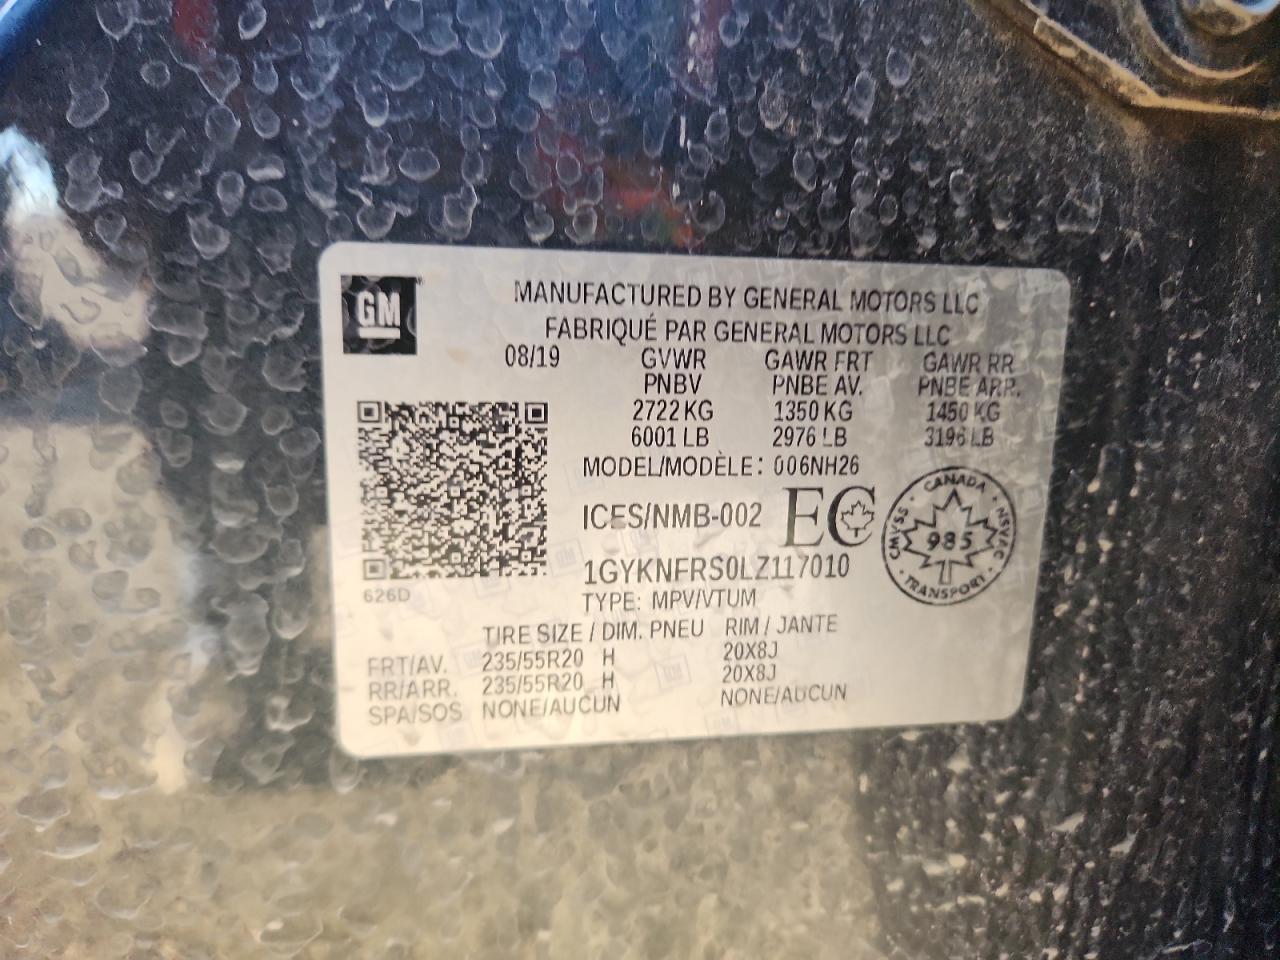 GM
MANUFACTURED BY GENERAL MOTORS LLC
FABRIQUÉ PAR GENERAL MOTORS LLC
08/19 GVWR GAWR FRT GAWR RR
PNBV PNBE AV. PNBE ARR.
2722 KG 1350 KG 1450 KG
6001 LB 2976 LB 3196 LB
MODEL/MODÈLE: 006NH26
ICES/NMB-002 EC
CANADA
CMVSS 985 NSVAC
TRANSPORT
1GYKNFRS0LZ117010
626D
TYPE: MPV/VTUM
TIRE SIZE / DIM. PNEU RIM / JANTE
FRT/AV. 235/55R20 H 20X8J
RR/ARR. 235/55R20 H 20X8J
SPA/SOS NONE/AUCUN NONE/AUCUN